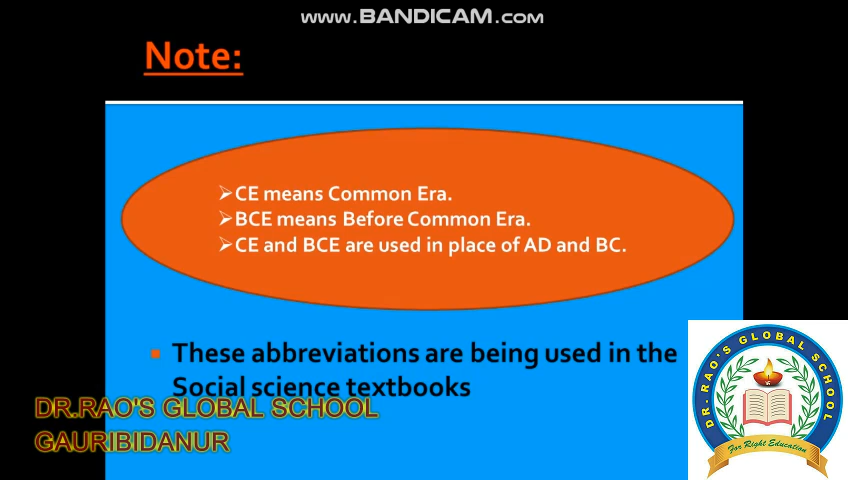 www.BANDICAM.com
Note:
➢CE means Common Era.
➢BCE means Before Common Era.
➢CE and BCE are used in place of AD and BC.
▪ These abbreviations are being used in the
Social science textbooks
DR.RAO'S GLOBAL SCHOOL
GAURIBIDANUR
DR-RAO'S GLOBAL SCHOOL
For Right Education